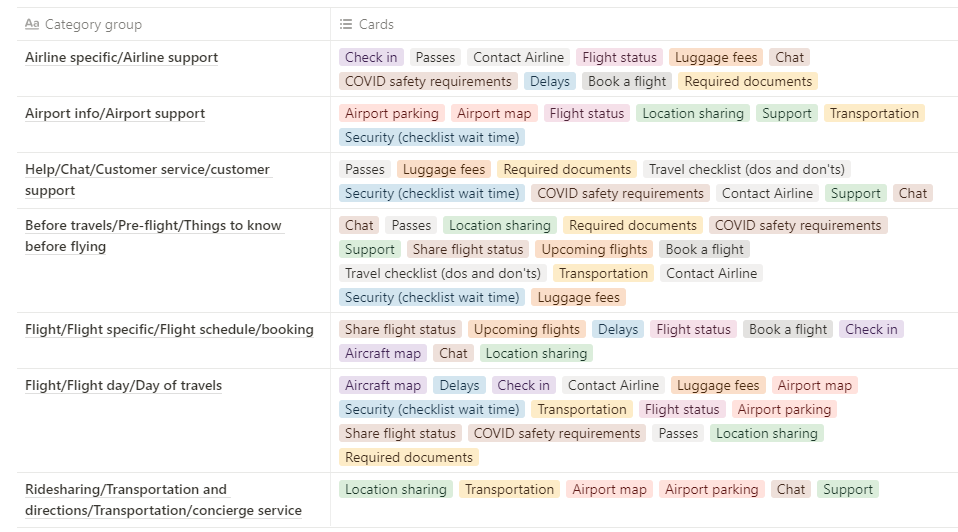 Aa Category group Cards
Airline specific/Airline support Check in Passes Contact Airline Flight status Luggage fees Chat
COVID safety requirements Delays Book a flight Required documents
Airport info/Airport support Airport parking Airport map Flight status Location sharing Support Transportation
Security (checklist wait time)
Help/Chat/Customer service/customer Passes Luggage fees Required documents Travel checklist (dos and don'ts)
support Security (checklist wait time) COVID safety requirements Contact Airline Support Chat
Before travels/Pre-flight/Things to know Chat Passes Location sharing Required documents COVID safety requirements
before flying Support Share flight status Upcoming flights Book a flight
Travel checklist (dos and don'ts) Transportation Contact Airline
Security (checklist wait time) Luggage fees
Flight/Flight specific/Flight schedule/booking Share flight status Upcoming flights Delays Flight status Book a flight Check in
Aircraft map Chat Location sharing
Flight/Flight day/Day of travels Aircraft map Delays Check in Contact Airline Luggage fees Airport map
Security (checklist wait time) Transportation Flight status Airport parking
Share flight status COVID safety requirements Passes Location sharing
Required documents
Ridesharing/Transportation and Location sharing Transportation Airport map Airport parking Chat Support
directions/Transportation/concierge service